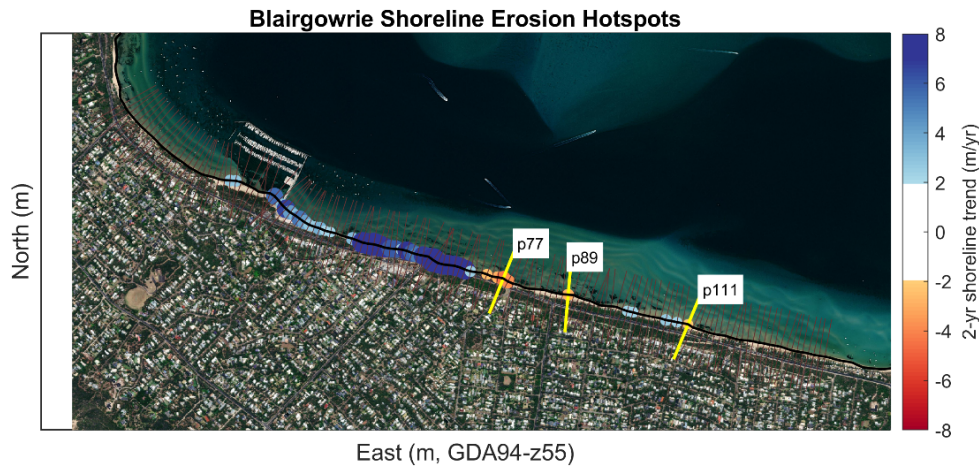 Blairgowrie Shoreline Erosion Hotspots
North (m)
p77
p89
p111
East (m, GDA94-z55)
8
6
4
2
0
-2
-4
-6
-8
2-yr shoreline trend (m/yr)